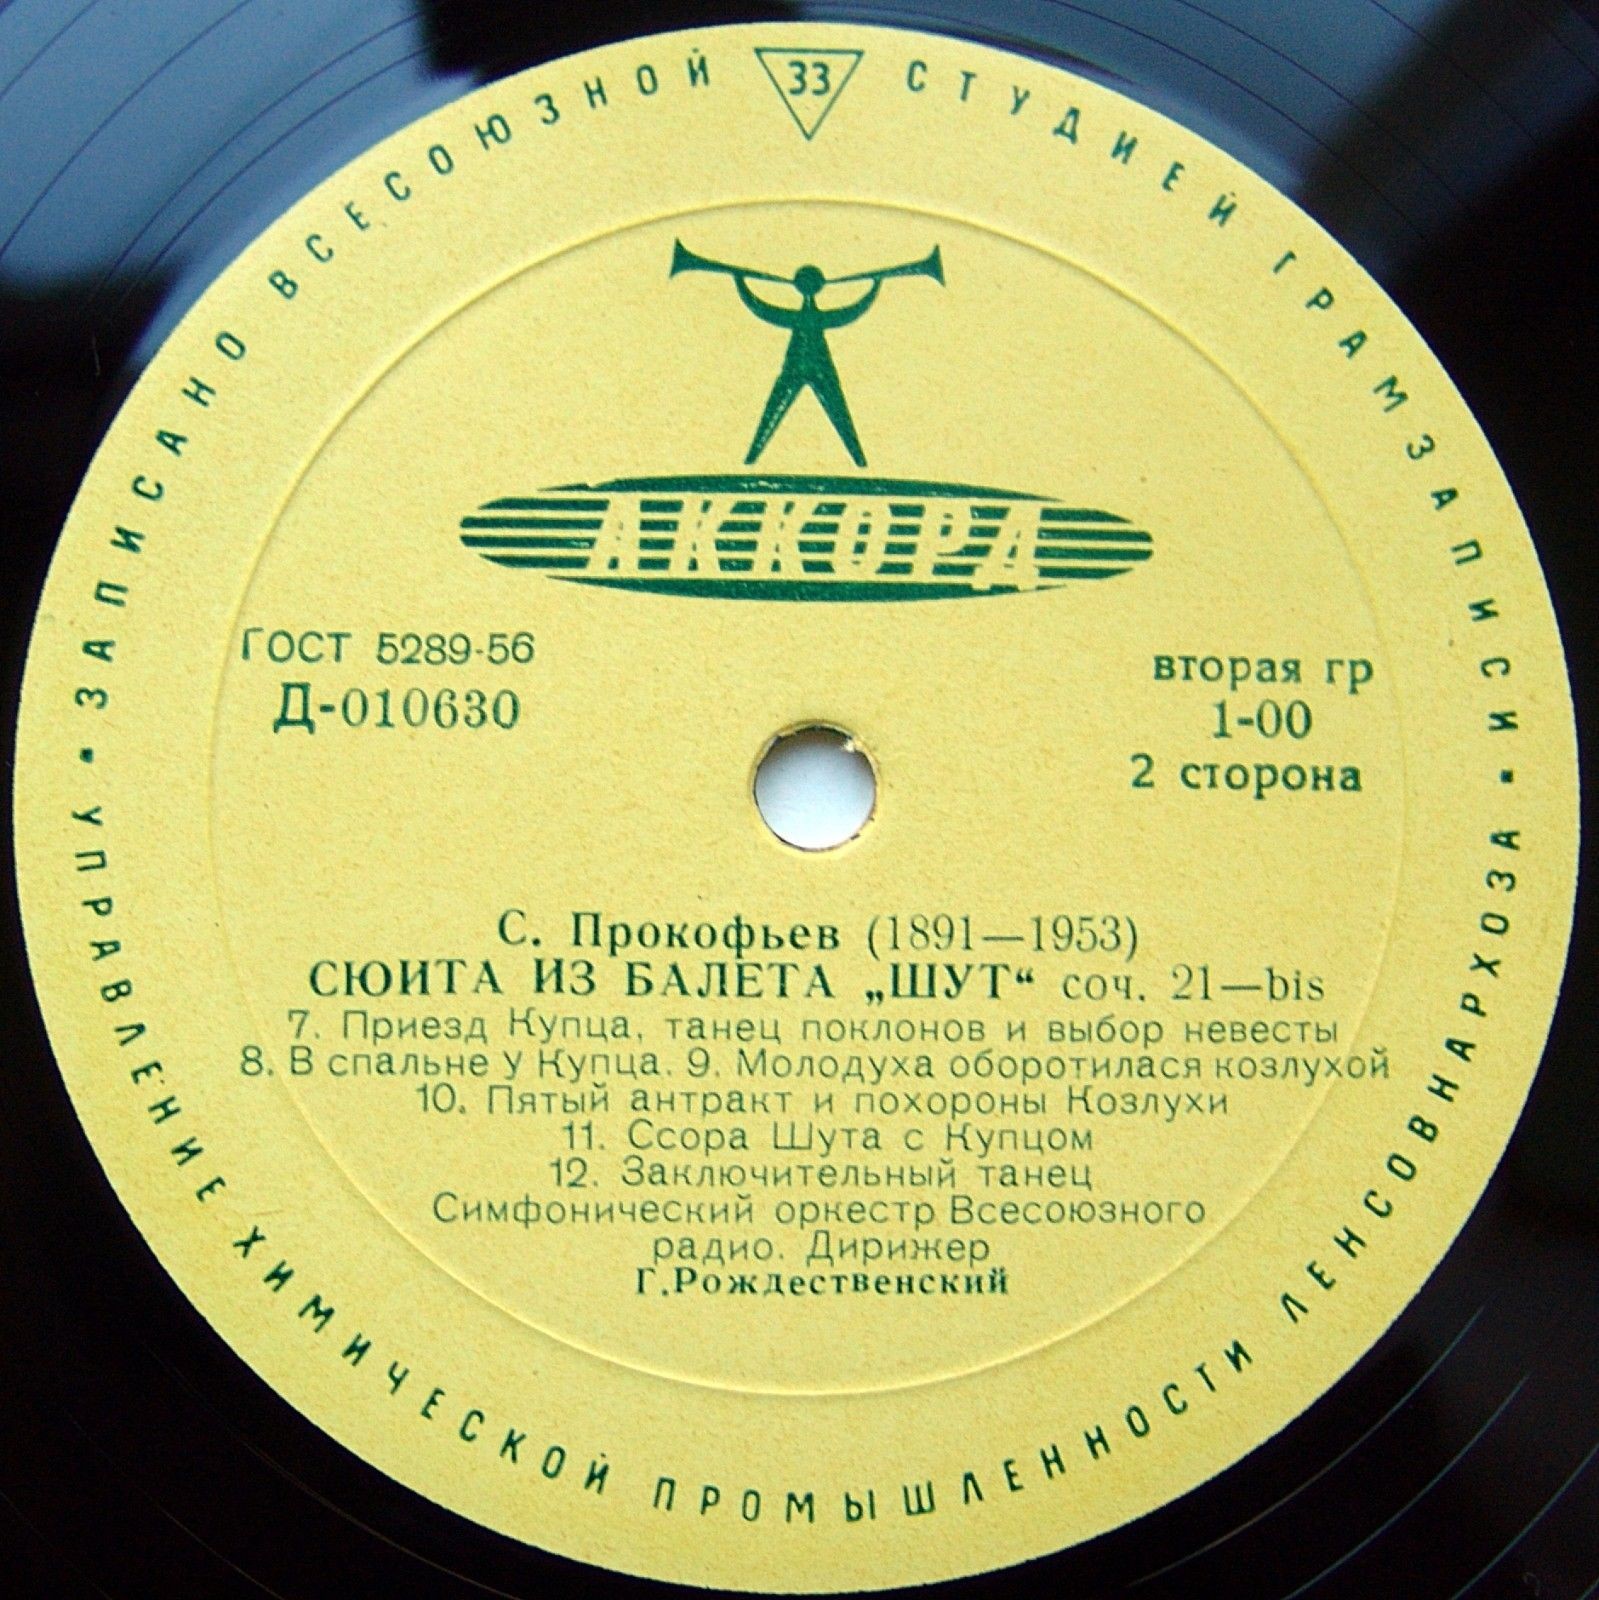 ЗАПИСАНО ВСЕСОЮЗНОЙ 33 СТУДИЕЙ ГРАМЗАПИСИ
АККОРД
ГОСТ 5289-56
Д-010630
вторая гр
1-00
2 сторона
С. Прокофьев (1891—1953)
СЮИТА ИЗ БАЛЕТА „ШУТ“ соч. 21—bis
7. Приезд Купца, танец поклонов и выбор невесты
8. В спальне у Купца. 9. Молодуха оборотилася козлухой
10. Пятый антракт и похороны Козлухи
11. Ссора Шута с Купцом
12. Заключительный танец
Симфонический оркестр Всесоюзного
радио. Дирижер
Г.Рождественский
УПРАВЛЕНИЕ ХИМИЧЕСКОЙ ПРОМЫШЛЕННОСТИ ЛЕНСОВНАРХОЗА